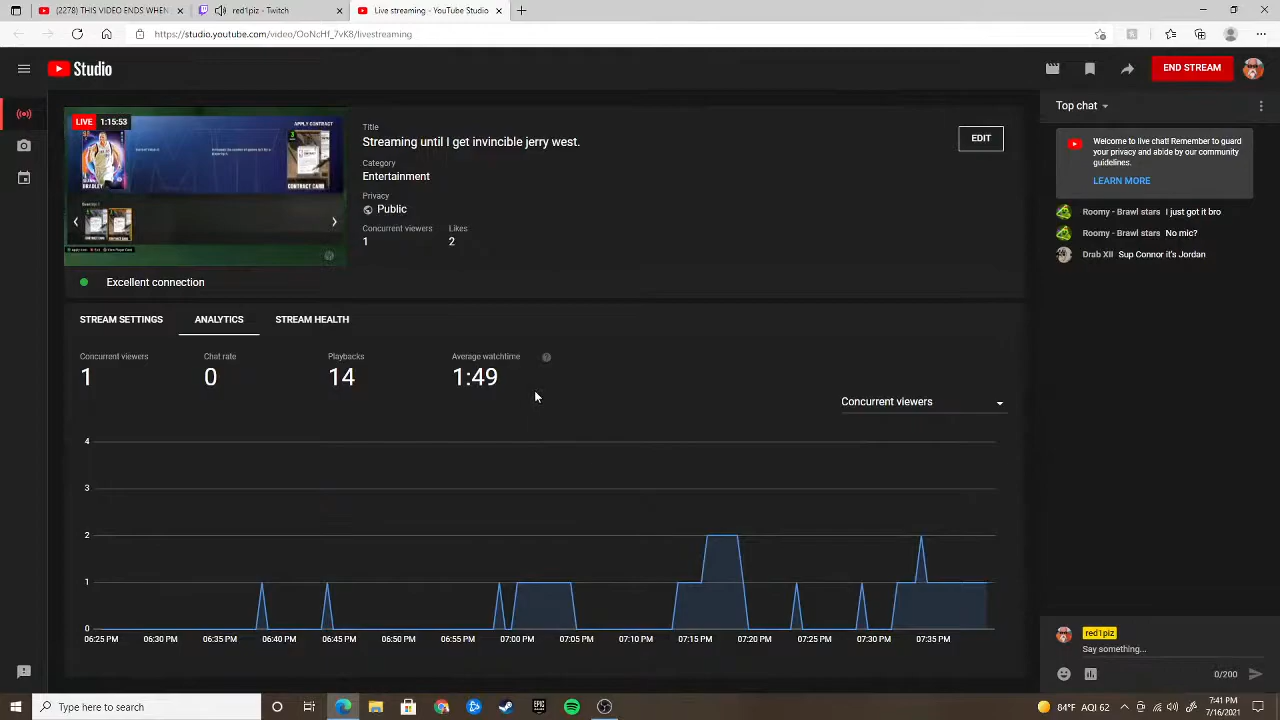 (2278) THIS VIDEO ENDS WHEN
red1piz - Twitch
Live streaming - YouTube Studio
https://studio.youtube.com/video/OoNcHf_7vK8/livestreaming
Studio
END STREAM
LIVE 1:15:53
APPLY CONTRACT
BRADLEY
CONTRACT CARD
Title
Streaming until I get invincible jerry west.
Category
Entertainment
Privacy
Public
Concurrent viewers Likes
1 2
EDIT
Excellent connection
STREAM SETTINGS ANALYTICS STREAM HEALTH
Concurrent viewers Chat rate Playbacks Average watchtime
1 0 14 1:49
Concurrent viewers
4
3
2
1
0
06:25 PM 06:30 PM 06:35 PM 06:40 PM 06:45 PM 06:50 PM 06:55 PM 07:00 PM 07:05 PM 07:10 PM 07:15 PM 07:20 PM 07:25 PM 07:30 PM 07:35 PM
Top chat
Welcome to live chat! Remember to guard
your privacy and abide by our community
guidelines.
LEARN MORE
Roomy - Brawl stars I just got it bro
Roomy - Brawl stars No mic?
Drab XII Sup Connor it's Jordan
red1piz
Say something...
0/200
Type here to search
EPIC
84°F AQI 62
7:41 PM
7/16/2021